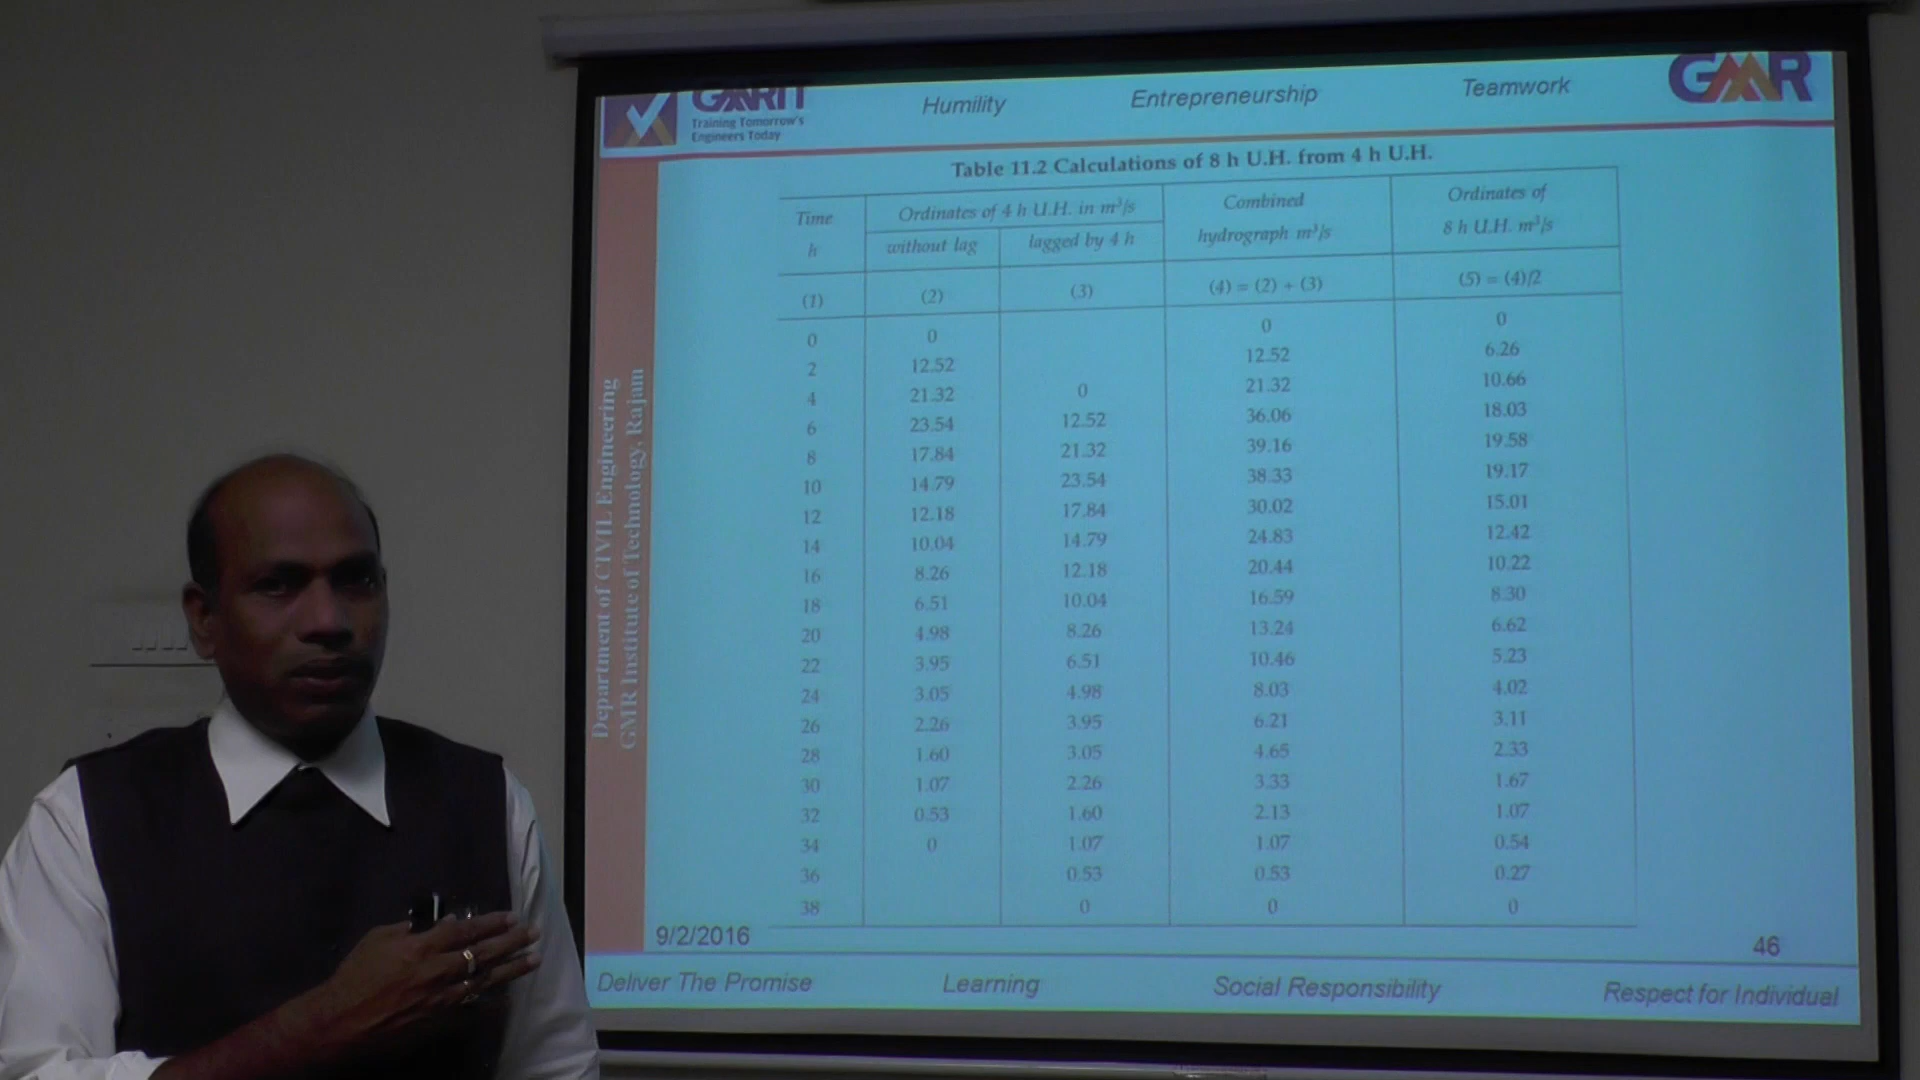 GMRIT
Training Tomorrow's
Engineers Today
Humility Entrepreneurship Teamwork
GMR
Department of CIVIL Engineering
GMR Institute of Technology, Rajam
Table 11.2 Calculations of 8 h U.H. from 4 h U.H.
Time Ordinates of 4 h U.H. in m³/s Combined Ordinates of
h without lag lagged by 4 h hydrograph m³/s 8 h U.H. m³/s
(1) (2) (3) (4) = (2) + (3) (5) = (4)/2
0 0 0 0
2 12.52 12.52 6.26
4 21.32 0 21.32 10.66
6 23.54 12.52 36.06 18.03
8 17.84 21.32 39.16 19.58
10 14.79 23.54 38.33 19.17
12 12.18 17.84 30.02 15.01
14 10.04 14.79 24.83 12.42
16 8.26 12.18 20.44 10.22
18 6.51 10.04 16.59 8.30
20 4.98 8.26 13.24 6.62
22 3.95 6.51 10.46 5.23
24 3.05 4.98 8.03 4.02
26 2.26 3.95 6.21 3.11
28 1.60 3.05 4.65 2.33
30 1.07 2.26 3.33 1.67
32 0.53 1.60 2.13 1.07
34 0 1.07 1.07 0.54
36 0.53 0.53 0.27
38 0 0 0
9/2/2016 46
Deliver The Promise Learning Social Responsibility Respect for Individual